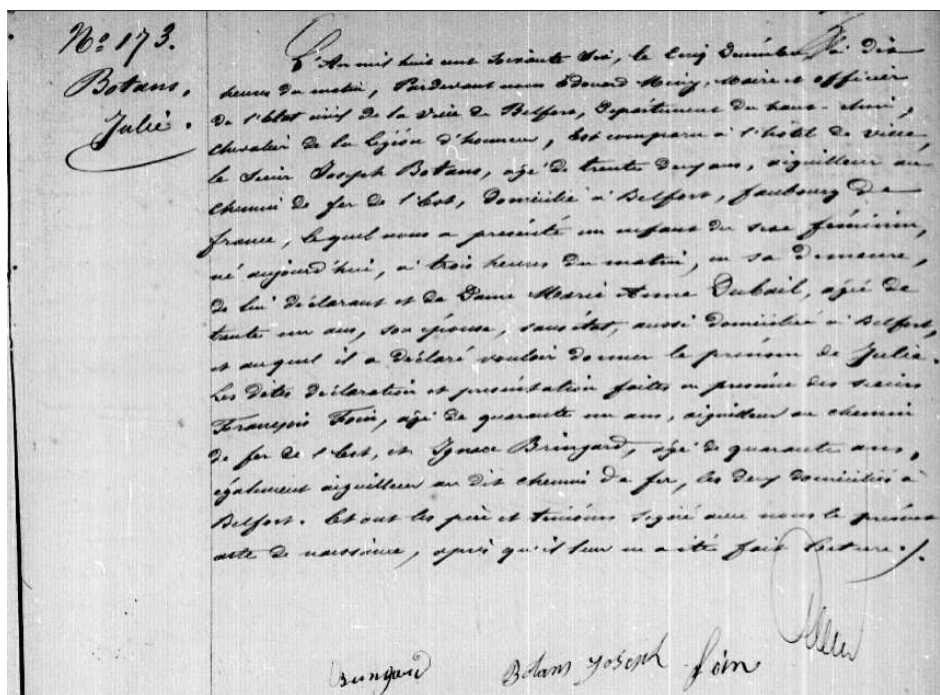 Nº 173.
Botans,
Julie.
L'An mil huit cent soixante six, le cinq Décembre, à dix
heures du matin, Pardevant nous Edouard Mény, Maire et officier
de l'Etat civil de la Ville de Belfort, Département du haut-Rhin,
chevalier de la légion d'honneur, Est comparu à l'hôtel de ville,
le Sieur Joseph Botans, agé de trente deux ans, aiguilleur au
chemin de fer de l'Est, domicilié à Belfort, faubourg de
france, lequel nous a présenté un enfant du sexe féminin,
né aujourd'hui, à trois heures du matin, en sa demeure,
de lui déclarant et de Dame Marie Anne Dubail, agée de
trente un ans, son épouse, sans état, aussi domiciliée à Belfort,
et auquel il a déclaré vouloir donner le prénom de Julie.
Les dites déclaration et présentation faites en présence des sieurs
François Foin, agé de quarante un ans, aiguilleur au chemin
de fer de l'Est, et Ignace Bringard, agé de quarante ans,
également aiguilleur au dit chemin de fer, les deux domiciliés à
Belfort. Et ont les père et témoins signé avec nous le présent
acte de naissance, après qu'il leur en a été fait lecture./.
Bringard Botans Joseph foin